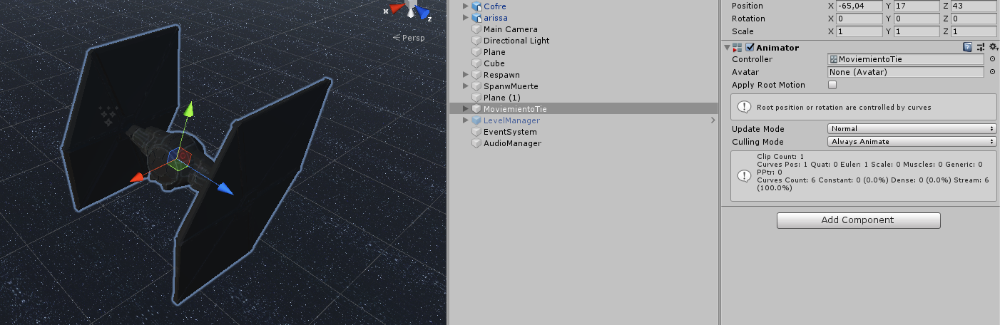 x
z
Persp
Cofre
arissa
Main Camera
Directional Light
Plane
Cube
Respawn
SpanwMuerte
Plane (1)
MoviemientoTie
LevelManager
EventSystem
AudioManager
Position X -65,04 Y 17 Z 43
Rotation X 0 Y 0 Z 0
Scale X 1 Y 1 Z 1
Animator
Controller MoviemientoTie
Avatar None (Avatar)
Apply Root Motion
Root position or rotation are controlled by curves
Update Mode Normal
Culling Mode Always Animate
Clip Count: 1
Curves Pos: 1 Quat: 0 Euler: 1 Scale: 0 Muscles: 0 Generic: 0
PPtr: 0
Curves Count: 6 Constant: 0 (0.0%) Dense: 0 (0.0%) Stream: 6
(100.0%)
Add Component